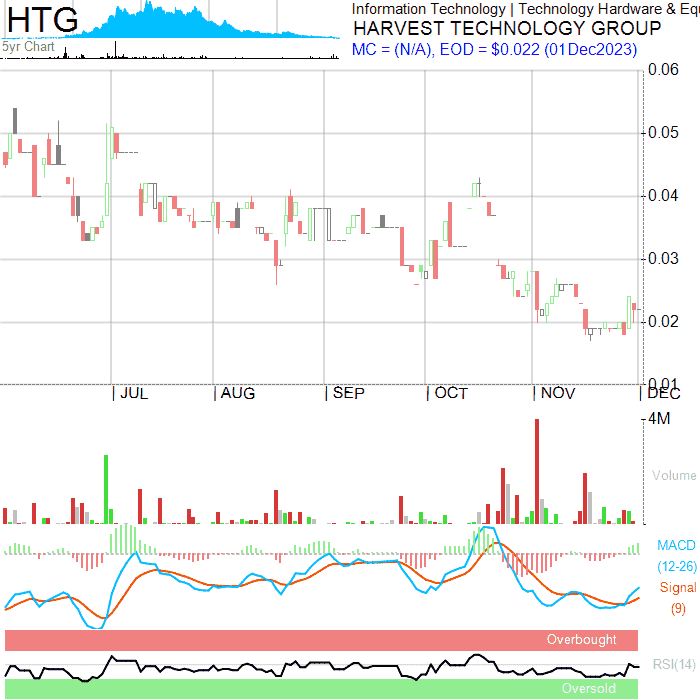 HTG
5yr Chart
Information Technology | Technology Hardware & Equ
HARVEST TECHNOLOGY GROUP
MC = (N/A), EOD = $0.022 (01Dec2023)
0.06
0.05
0.04
0.03
0.02
0.01
JUL AUG SEP OCT NOV DEC
4M
Volume
MACD
(12-26)
Signal
(9)
Overbought
RSI(14)
Oversold